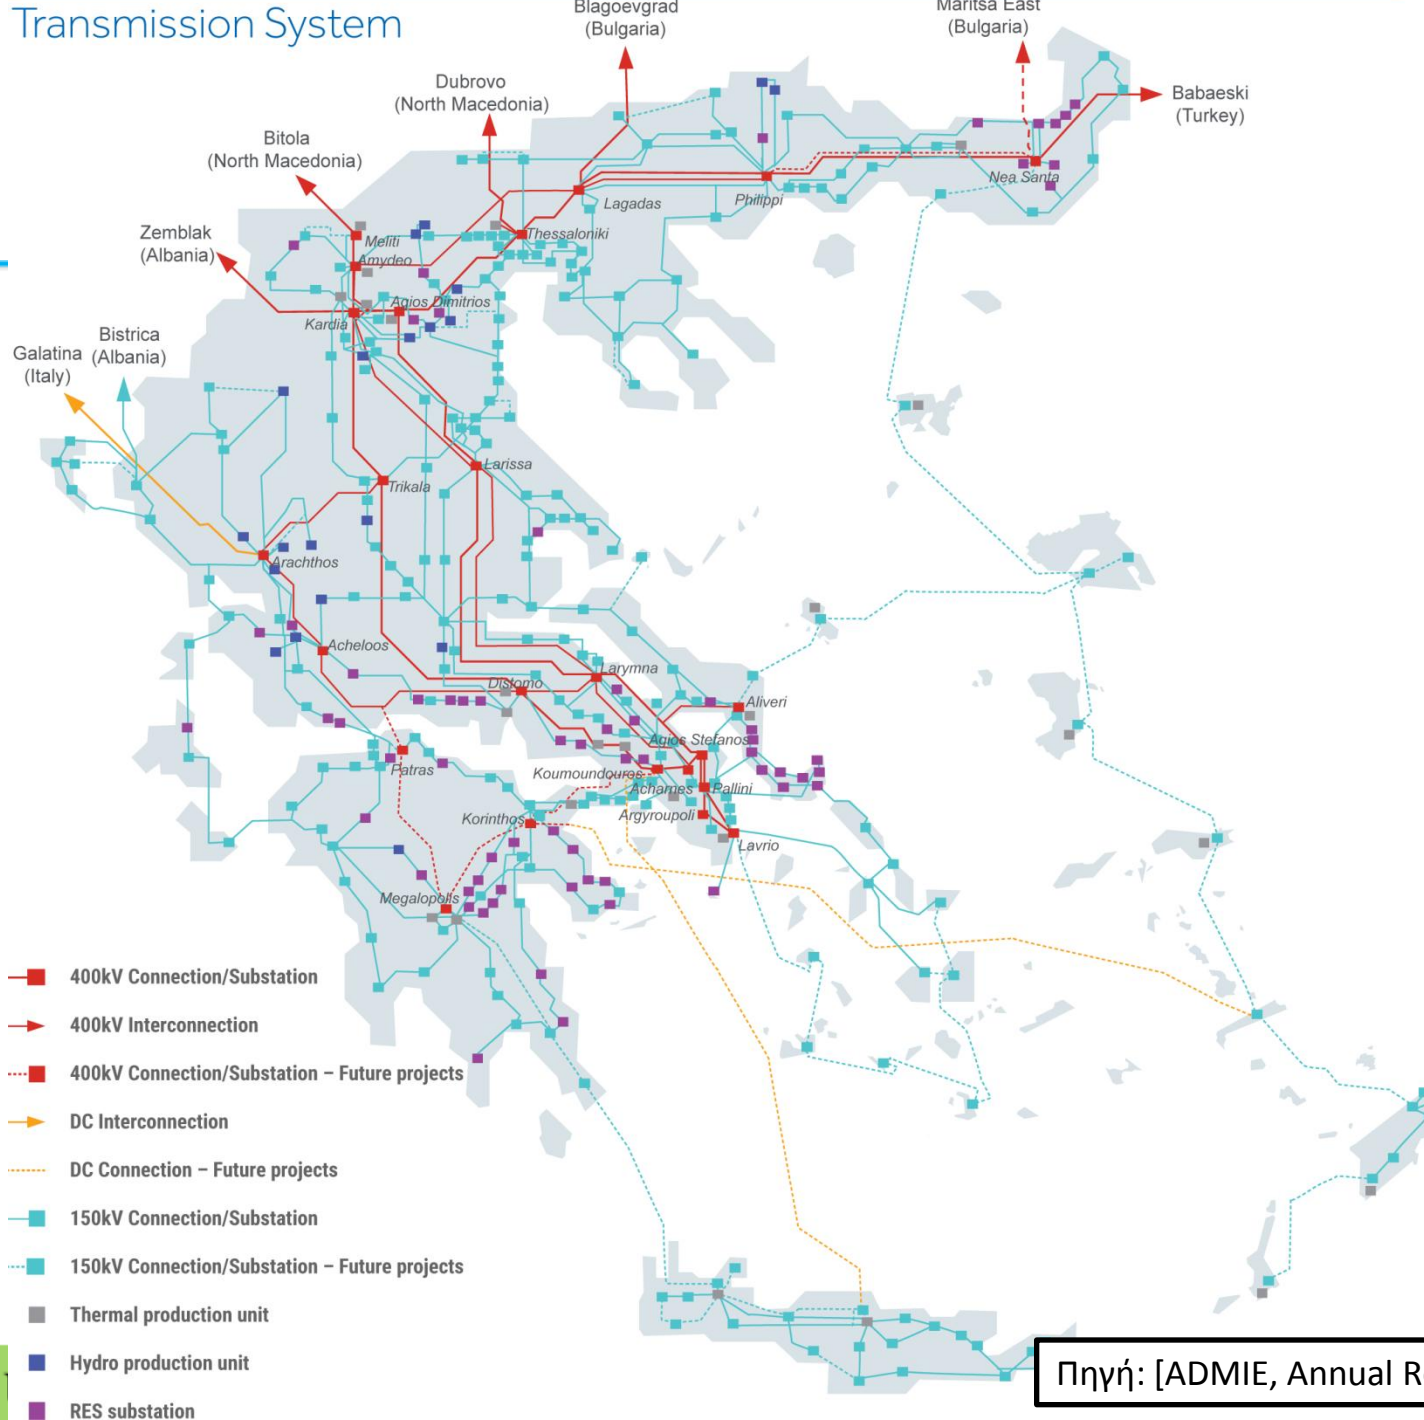 Transmission System
Blagoevgrad
(Bulgaria)
Maritsa East
(Bulgaria)
Dubrovo
(North Macedonia)
Babaeski
(Turkey)
Bitola
(North Macedonia)
Nea Santa
Lagadas
Philippi
Zemblak
(Albania)
Thessaloniki
Meliti
Amydeo
Agios Dimitrios
Kardia
Bistrica
(Albania)
Galatina
(Italy)
Larissa
Trikala
Arachthos
Acheloos
Larymna
Distomo
Aliveri
Agios Stefanos
Patras
Koumoundouros
Acharnes
Pallini
Korinthos
Argyroupoli
Lavrio
Megalopolis
400kV Connection/Substation
400kV Interconnection
400kV Connection/Substation – Future projects
DC Interconnection
DC Connection – Future projects
150kV Connection/Substation
150kV Connection/Substation – Future projects
Thermal production unit
Hydro production unit
RES substation
Πηγή: [ADMIE, Annual R